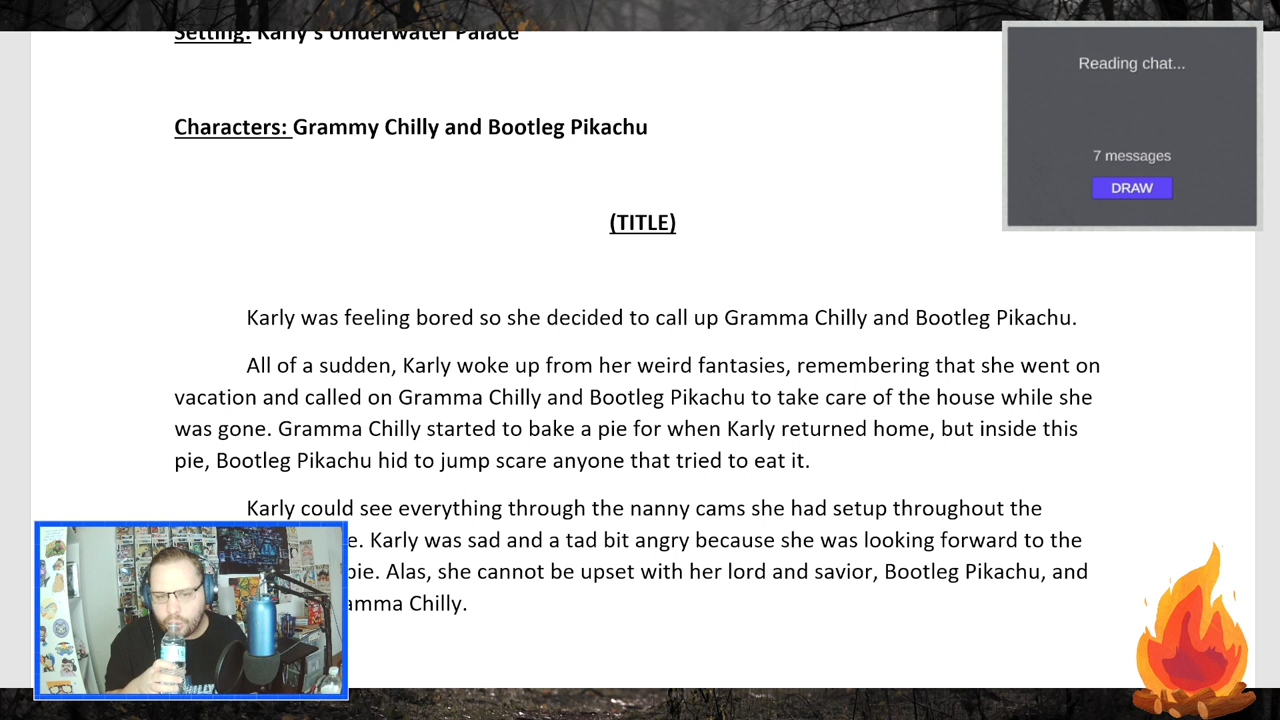 Setting: Karly's Underwater Palace
Reading chat...
Characters: Grammy Chilly and Bootleg Pikachu
7 messages
DRAW
(TITLE)
Karly was feeling bored so she decided to call up Gramma Chilly and Bootleg Pikachu.
All of a sudden, Karly woke up from her weird fantasies, remembering that she went on
vacation and called on Gramma Chilly and Bootleg Pikachu to take care of the house while she
was gone. Gramma Chilly started to bake a pie for when Karly returned home, but inside this
pie, Bootleg Pikachu hid to jump scare anyone that tried to eat it.
Karly could see everything through the nanny cams she had setup throughout the
e. Karly was sad and a tad bit angry because she was looking forward to the
pie. Alas, she cannot be upset with her lord and savior, Bootleg Pikachu, and
amma Chilly.